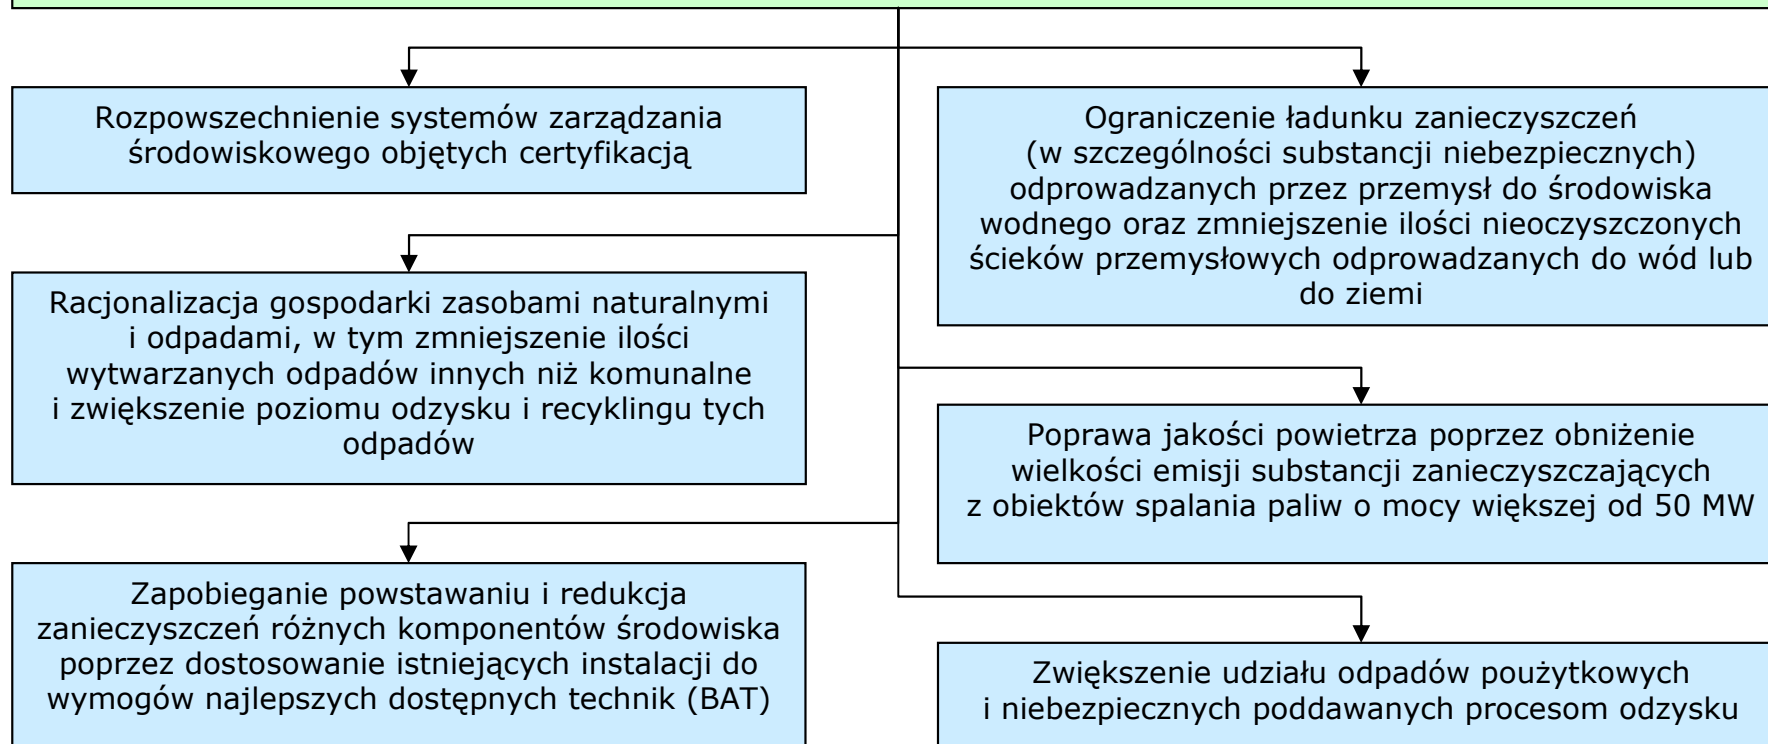 Rozpowszechnienie systemów zarządzania
środowiskowego objętych certyfikacją
Racjonalizacja gospodarki zasobami naturalnymi
i odpadami, w tym zmniejszenie ilości
wytwarzanych odpadów innych niż komunalne
i zwiększenie poziomu odzysku i recyklingu tych
odpadów
Zapobieganie powstawaniu i redukcja
zanieczyszczeń różnych komponentów środowiska
poprzez dostosowanie istniejących instalacji do
wymogów najlepszych dostępnych technik (BAT)
Ograniczenie ładunku zanieczyszczeń
(w szczególności substancji niebezpiecznych)
odprowadzanych przez przemysł do środowiska
wodnego oraz zmniejszenie ilości nieoczyszczonych
ścieków przemysłowych odprowadzanych do wód lub
do ziemi
Poprawa jakości powietrza poprzez obniżenie
wielkości emisji substancji zanieczyszczających
z obiektów spalania paliw o mocy większej od 50 MW
Zwiększenie udziału odpadów poużytkowych
i niebezpiecznych poddawanych procesom odzysku